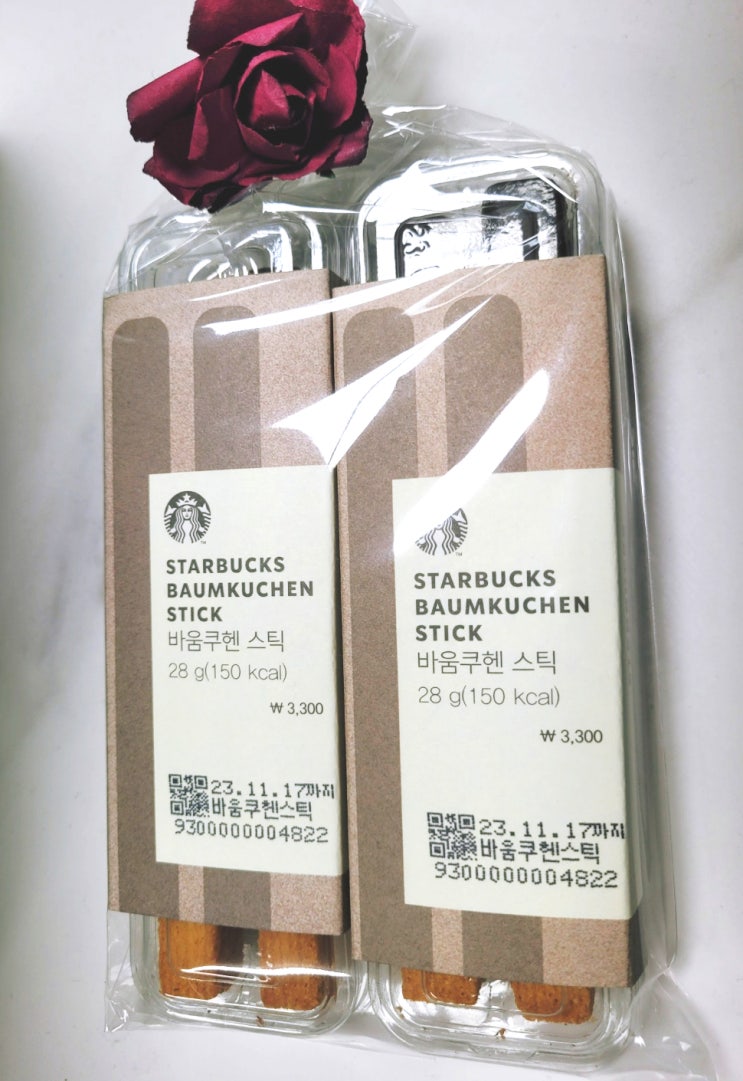 STARBUCKS
BAUMKUCHEN
STICK
바움쿠헨 스틱
28 g(150 kcal)
₩ 3,300
23.11.17까지
바움쿠헨스틱
9300000004822
STARBUCKS
BAUMKUCHEN
STICK
바움쿠헨 스틱
28 g(150 kcal)
₩ 3,300
23.11.17까지
바움쿠헨스틱
9300000004822